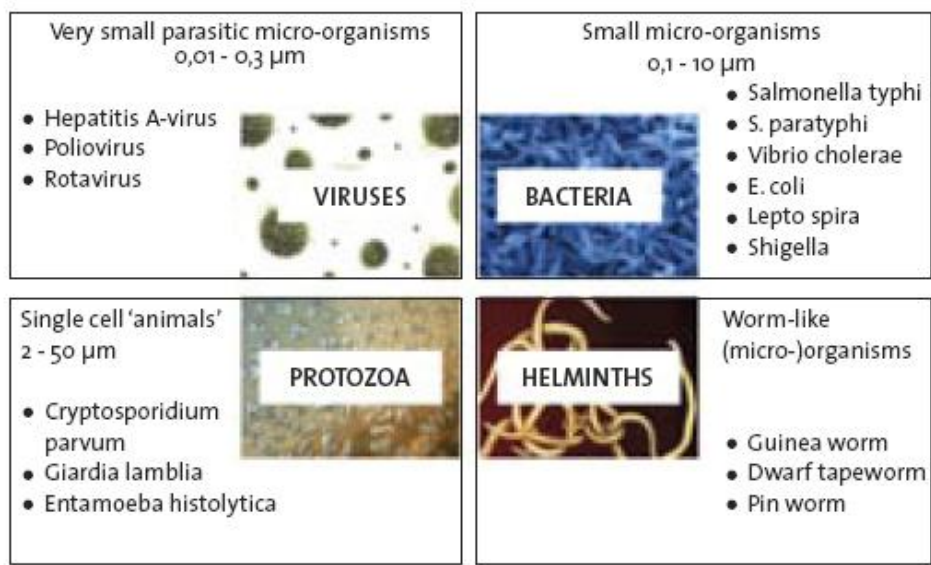 Very small parasitic micro-organisms
0,01 - 0,3 µm
• Hepatitis A-virus
• Poliovirus
• Rotavirus
VIRUSES
Small micro-organisms
0,1 - 10 µm
BACTERIA
• Salmonella typhi
• S. paratyphi
• Vibrio cholerae
• E. coli
• Lepto spira
• Shigella
Single cell ‘animals’
2 - 50 µm
• Cryptosporidium
parvum
• Giardia lamblia
• Entamoeba histolytica
PROTOZOA
HELMINTHS
Worm-like
(micro-)organisms
• Guinea worm
• Dwarf tapeworm
• Pin worm